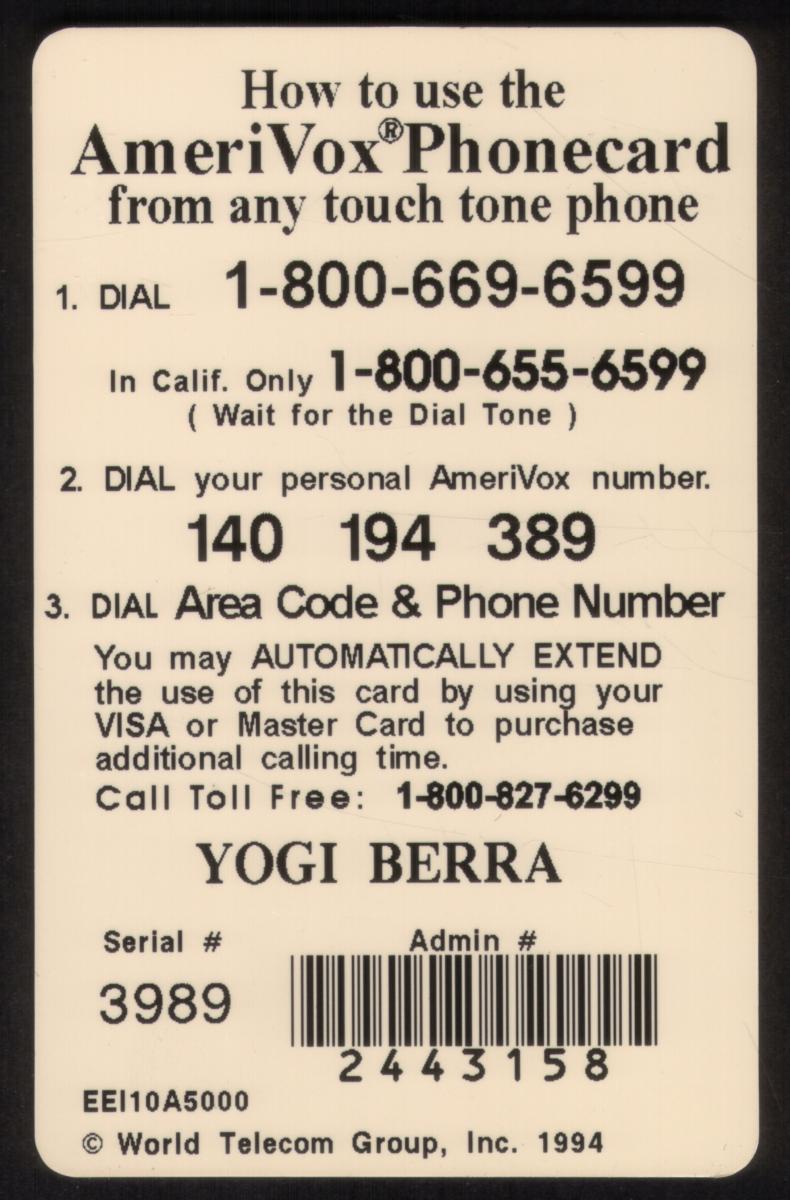 How to use the
AmeriVox®Phonecard
from any touch tone phone
1. DIAL 1-800-669-6599
In Calif. Only 1-800-655-6599
( Wait for the Dial Tone )
2. DIAL your personal AmeriVox number.
140 194 389
3. DIAL Area Code & Phone Number
You may AUTOMATICALLY EXTEND
the use of this card by using your
VISA or Master Card to purchase
additional calling time.
Call Toll Free: 1-800-827-6299
YOGI BERRA
Serial # Admin #
3989
2443158
EEI10A5000
© World Telecom Group, Inc. 1994